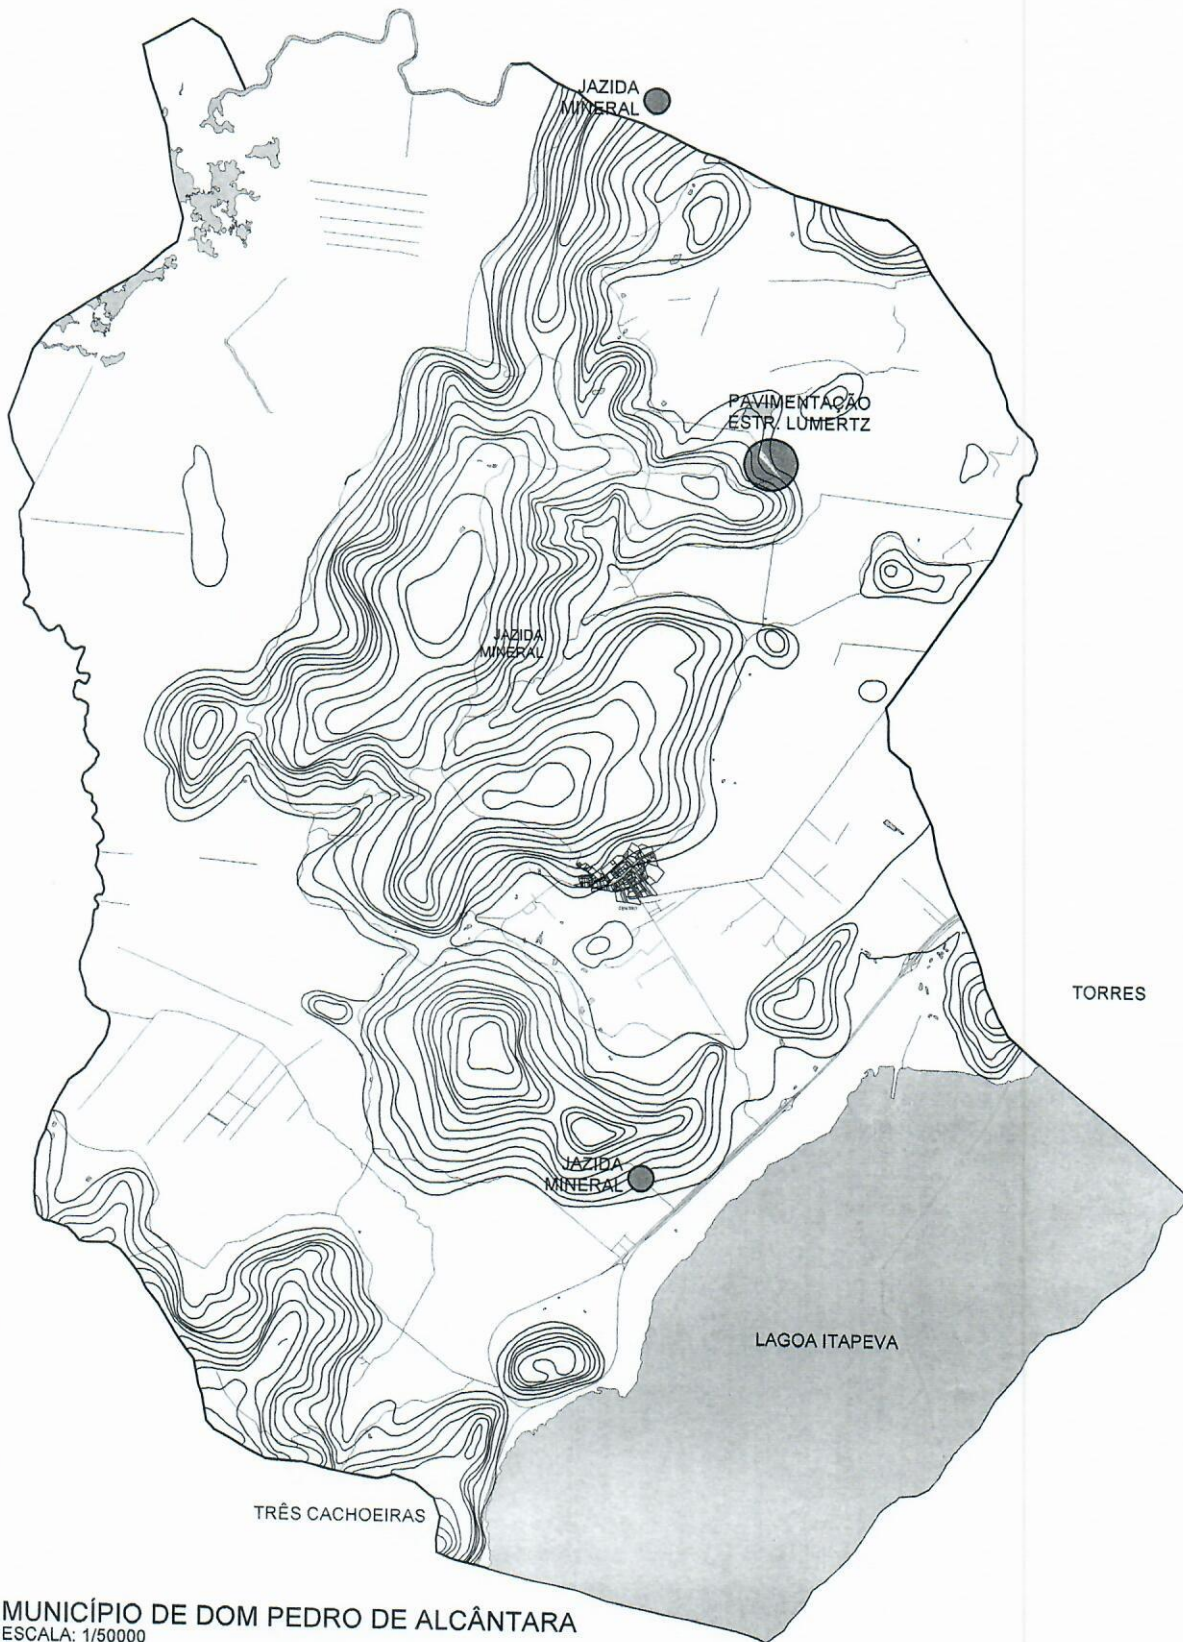 JAZIDA
MINERAL
PAVIMENTAÇÃO
ESTR. LUMERTZ
JAZIDA
MINERAL
TORRES
JAZIDA
MINERAL
LAGOA ITAPEVA
TRÊS CACHOEIRAS
MUNICÍPIO DE DOM PEDRO DE ALCÂNTARA
ESCALA: 1/50000